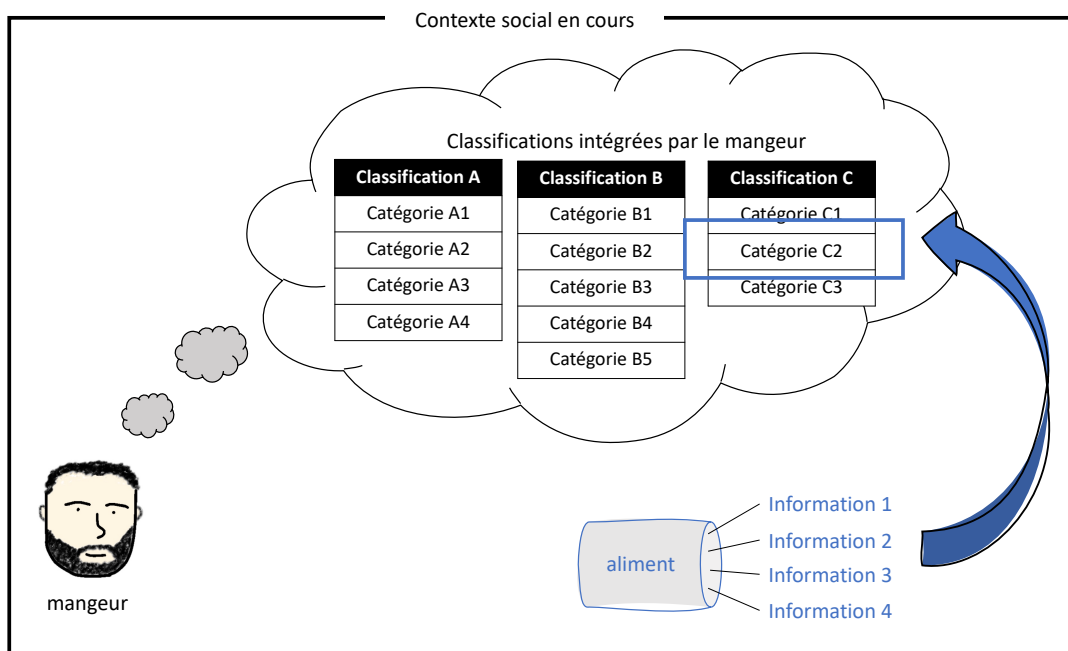 Contexte social en cours
Classifications intégrées par le mangeur
Classification A
Catégorie A1
Catégorie A2
Catégorie A3
Catégorie A4
Classification B
Catégorie B1
Catégorie B2
Catégorie B3
Catégorie B4
Catégorie B5
Classification C
Catégorie C1
Catégorie C2
Catégorie C3
mangeur
aliment
Information 1
Information 2
Information 3
Information 4